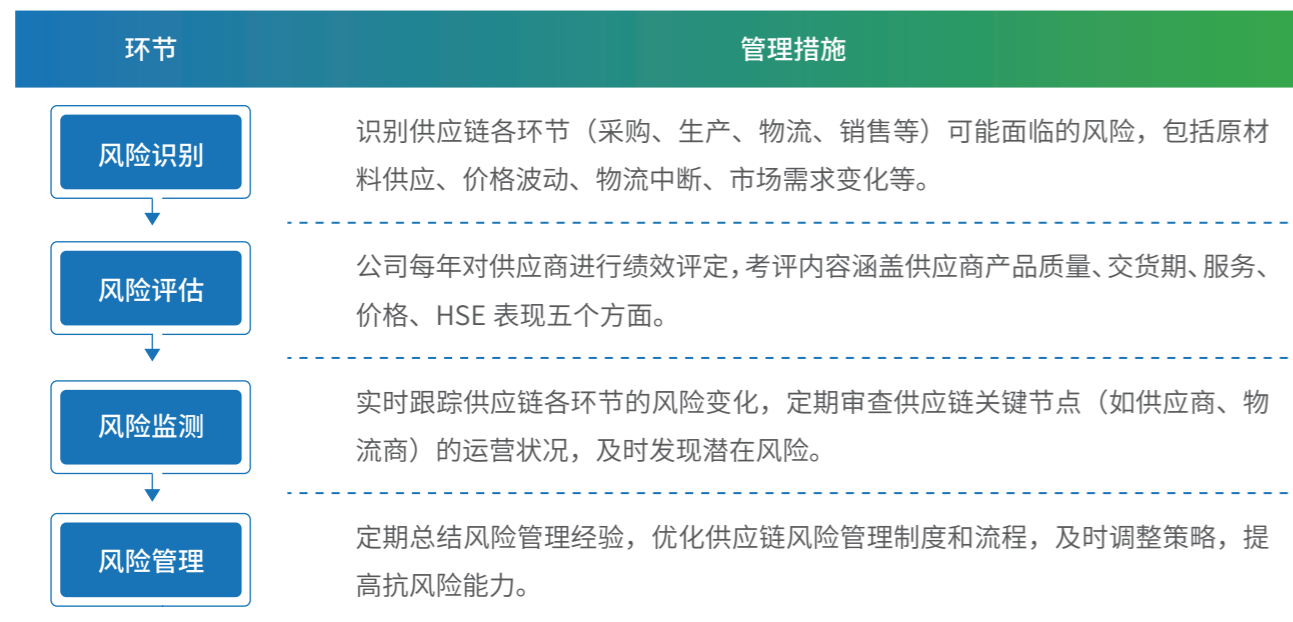 环节 管理措施
风险识别
识别供应链各环节（采购、生产、物流、销售等）可能面临的风险，包括原材
料供应、价格波动、物流中断、市场需求变化等。
风险评估
公司每年对供应商进行绩效评定，考评内容涵盖供应商产品质量、交货期、服务、
价格、HSE 表现五个方面。
风险监测
实时跟踪供应链各环节的风险变化，定期审查供应链关键节点（如供应商、物
流商）的运营状况，及时发现潜在风险。
风险管理
定期总结风险管理经验，优化供应链风险管理制度和流程，及时调整策略，提
高抗风险能力。